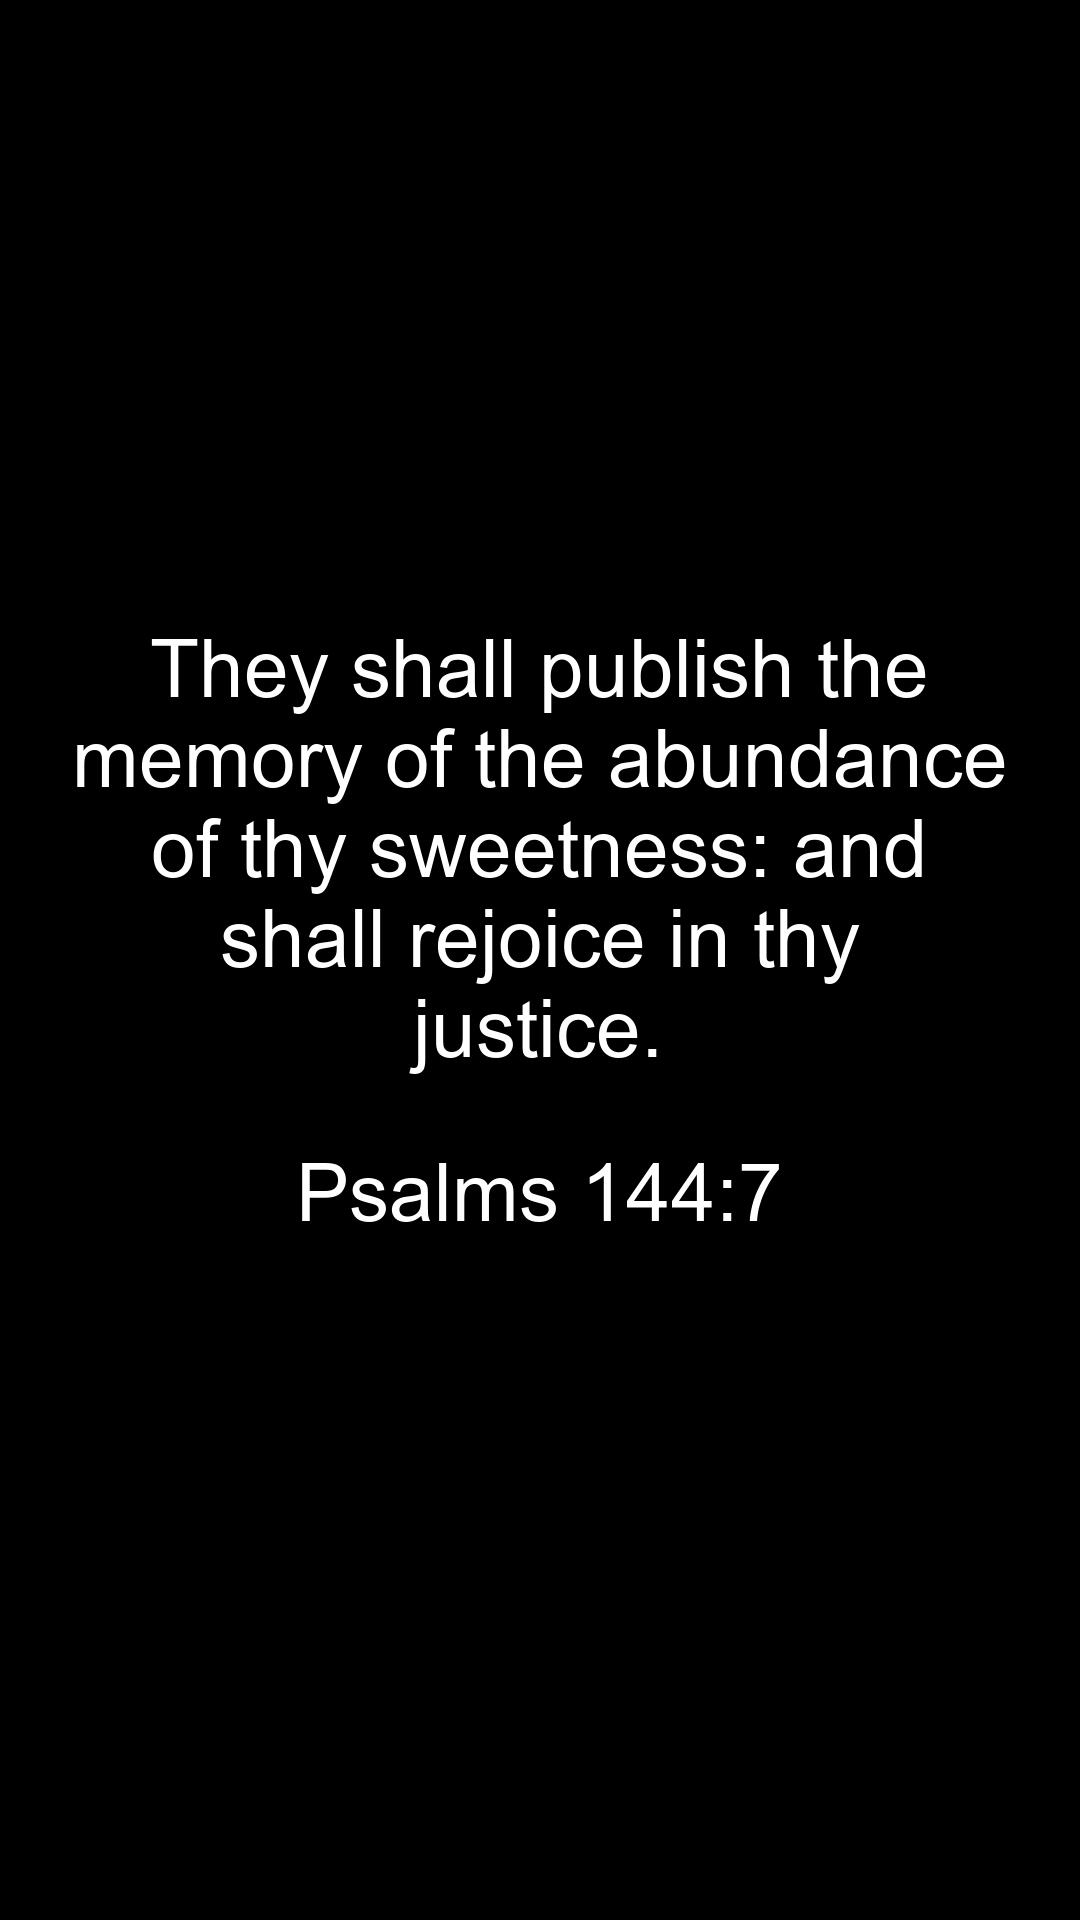 They shall publish the
memory of the abundance
of thy sweetness: and
shall rejoice in thy
justice.
Psalms 144:7